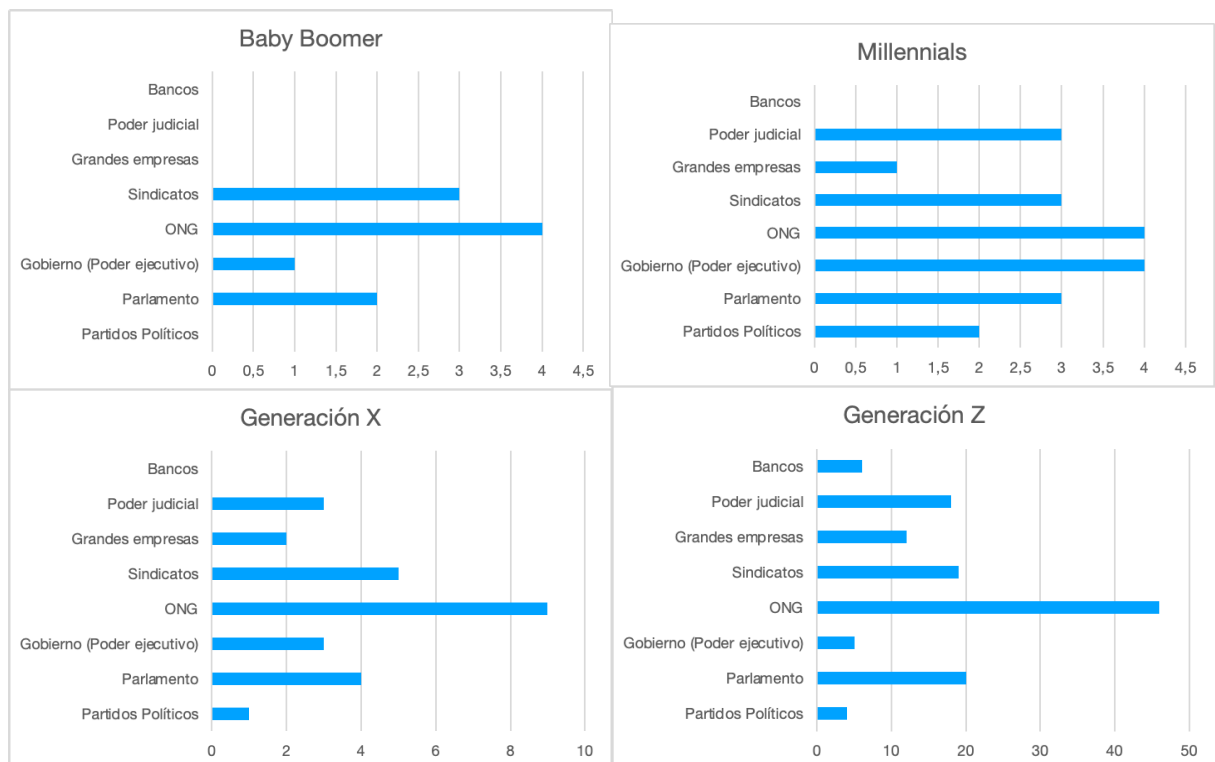 Baby Boomer
Bancos
Poder judicial
Grandes empresas
Sindicatos
ONG
Gobierno (Poder ejecutivo)
Parlamento
Partidos Políticos
0 0,5 1 1,5 2 2,5 3 3,5 4 4,5
Millennials
Bancos
Poder judicial
Grandes empresas
Sindicatos
ONG
Gobierno (Poder ejecutivo)
Parlamento
Partidos Políticos
0 0,5 1 1,5 2 2,5 3 3,5 4 4,5
Generación X
Bancos
Poder judicial
Grandes empresas
Sindicatos
ONG
Gobierno (Poder ejecutivo)
Parlamento
Partidos Políticos
0 2 4 6 8 10
Generación Z
Bancos
Poder judicial
Grandes empresas
Sindicatos
ONG
Gobierno (Poder ejecutivo)
Parlamento
Partidos Políticos
0 10 20 30 40 50